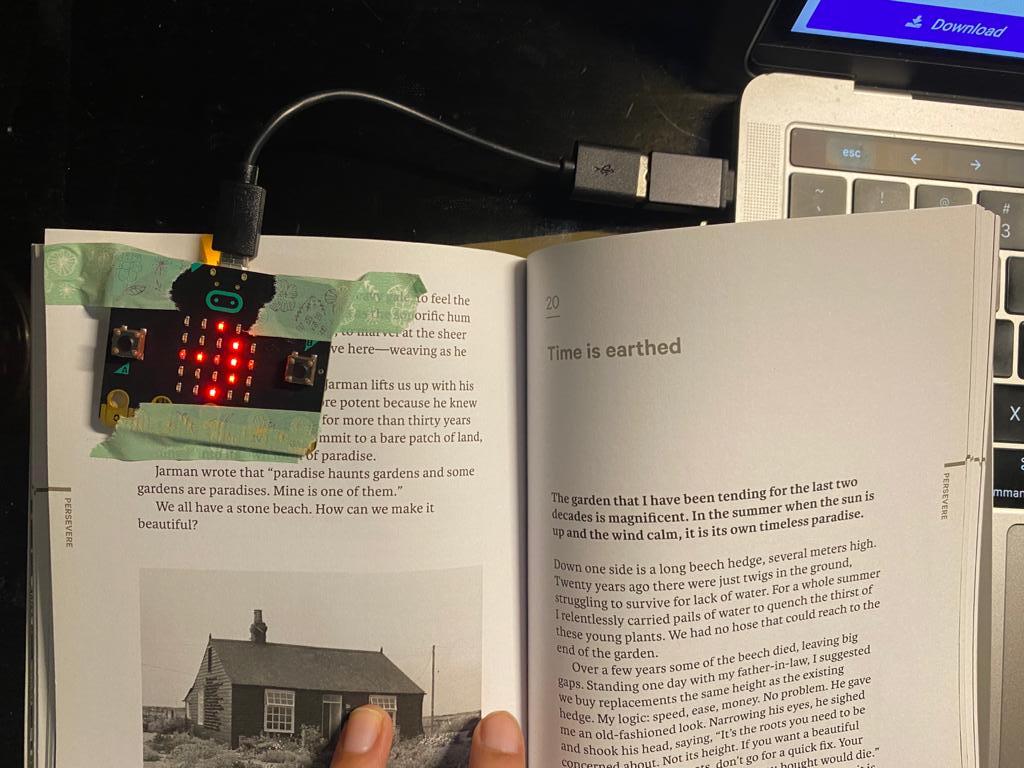 Download
esc
3
X
A
B
to feel the
orific hum
, to marvel at the sheer
ve here—weaving as he
Jarman lifts us up with his
re potent because he knew
for more than thirty years
mmit to a bare patch of land,
of paradise.
Jarman wrote that “paradise haunts gardens and some
gardens are paradises. Mine is one of them.”
We all have a stone beach. How can we make it
beautiful?
PERSEVERE
20
Time is earthed
The garden that I have been tending for the last two
decades is magnificent. In the summer when the sun is
up and the wind calm, it is its own timeless paradise.
Down one side is a long beech hedge, several meters high.
Twenty years ago there were just twigs in the ground,
struggling to survive for lack of water. For a whole summer
I relentlessly carried pails of water to quench the thirst of
these young plants. We had no hose that could reach to the
end of the garden.
Over a few years some of the beech died, leaving big
gaps. Standing one day with my father-in-law, I suggested
we buy replacements the same height as the existing
hedge. My logic: speed, ease, money. No problem. He gave
me an old-fashioned look. Narrowing his eyes, he sighed
and shook his head, saying, “It’s the roots you need to be
concerned about. Not its height. If you want a beautiful
don’t go for a quick fix. Your
bought would die.”
PERSEVERE